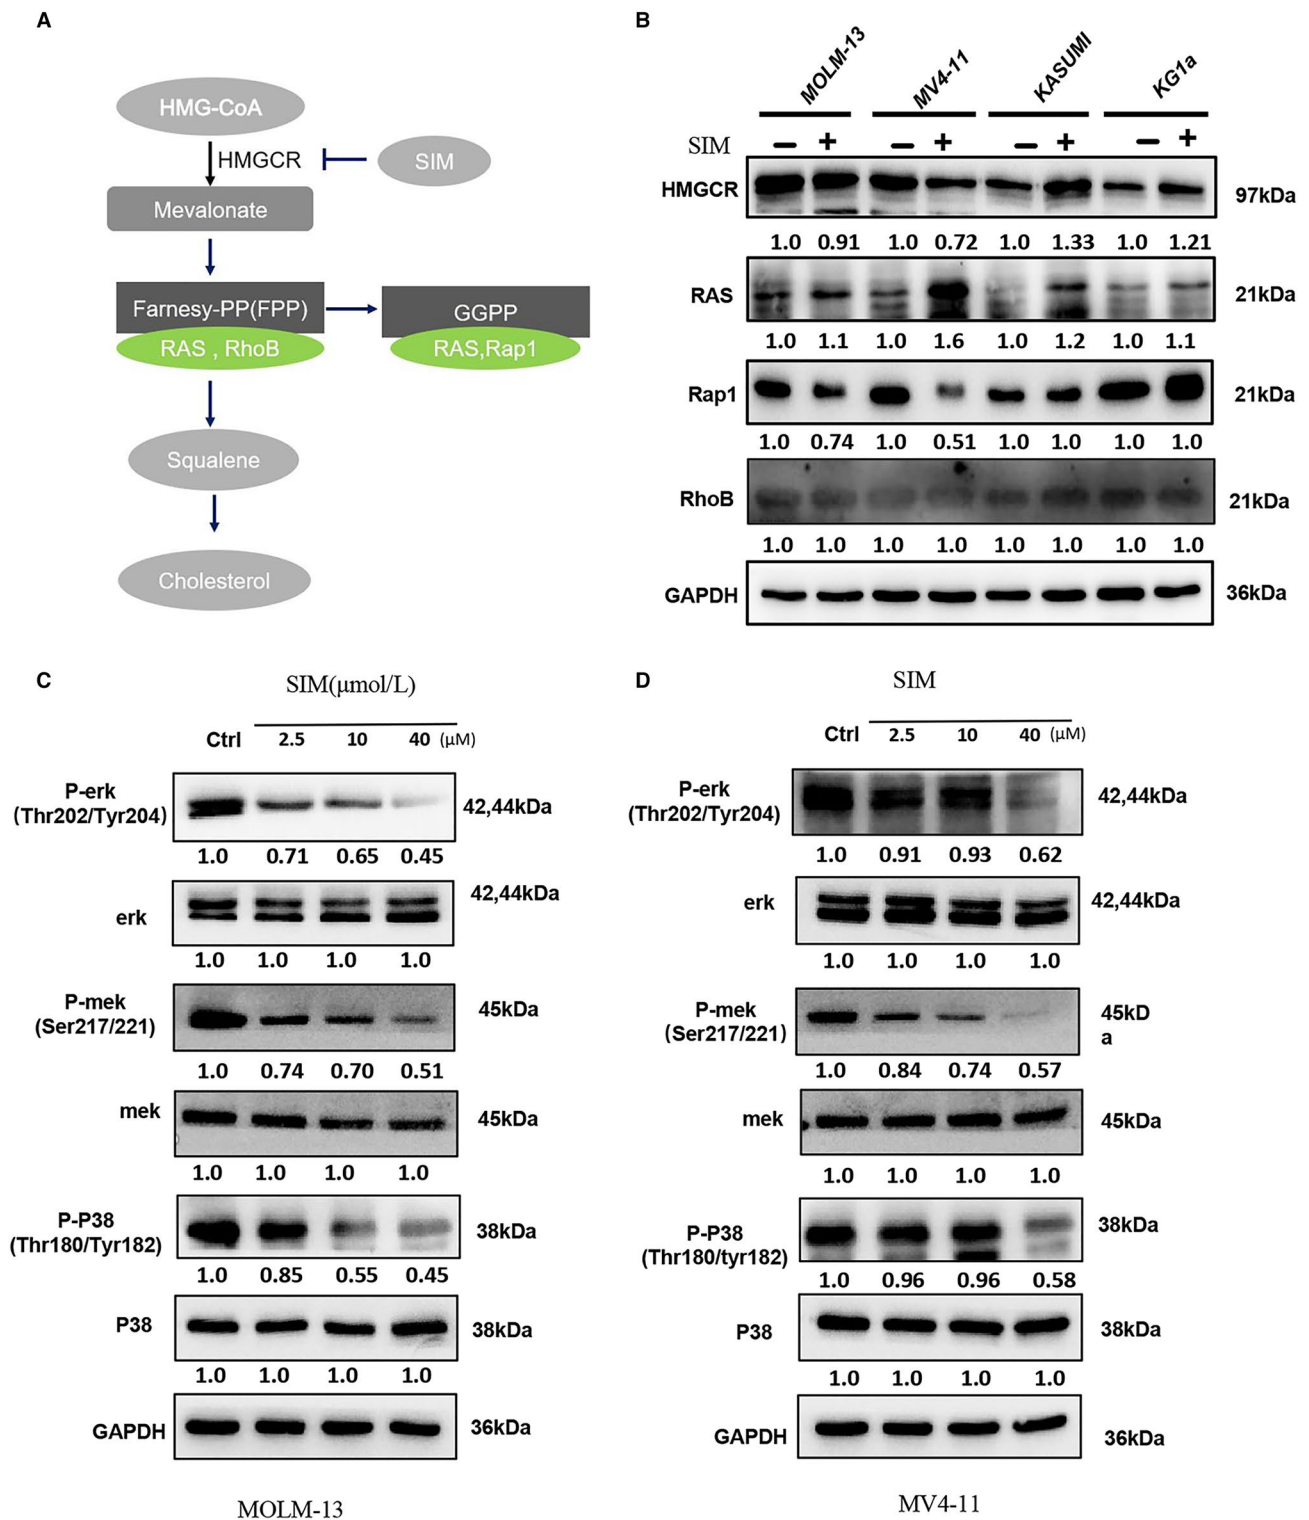 A
HMG-CoA
HMGCR
SIM
Mevalonate
Farnesy-PP(FPP)
GGPP
RAS , RhoB
RAS,Rap1
Squalene
Cholesterol
B
MOLM-13 MV4-11 KASUMI KG1a
SIM − + − + − + − +
HMGCR 97kDa
1.0 0.91 1.0 0.72 1.0 1.33 1.0 1.21
RAS 21kDa
1.0 1.1 1.0 1.6 1.0 1.2 1.0 1.1
Rap1 21kDa
1.0 0.74 1.0 0.51 1.0 1.0 1.0 1.0
RhoB 21kDa
1.0 1.0 1.0 1.0 1.0 1.0 1.0 1.0
GAPDH 36kDa
C
SIM(μmol/L)
Ctrl 2.5 10 40 (μM)
P-erk
(Thr202/Tyr204) 42,44kDa
1.0 0.71 0.65 0.45
erk 42,44kDa
1.0 1.0 1.0 1.0
P-mek
(Ser217/221) 45kDa
1.0 0.74 0.70 0.51
mek 45kDa
1.0 1.0 1.0 1.0
P-P38
(Thr180/Tyr182) 38kDa
1.0 0.85 0.55 0.45
P38 38kDa
1.0 1.0 1.0 1.0
GAPDH 36kDa
MOLM-13
D
SIM
Ctrl 2.5 10 40 (μM)
P-erk
(Thr202/Tyr204) 42,44kDa
1.0 0.91 0.93 0.62
erk 42,44kDa
1.0 1.0 1.0 1.0
P-mek 45kD
(Ser217/221) a
1.0 0.84 0.74 0.57
mek 45kDa
1.0 1.0 1.0 1.0
P-P38 38kDa
(Thr180/tyr182)
1.0 0.96 0.96 0.58
P38 38kDa
1.0 1.0 1.0 1.0
GAPDH 36kDa
MV4-11